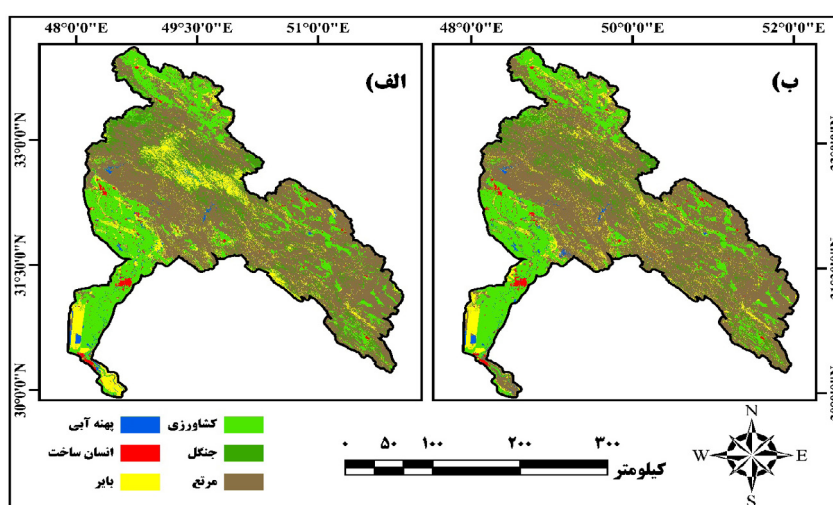 48°0'0"E 49°30'0"E 51°0'0"E
48°0'0"E 50°0'0"E 52°0'0"E
الف)
ب)
33°0'0"N
31°30'0"N
30°0'0"N
کشاورزی پهنه آبی
جنگل انسان ساخت
مرتع بایر
۰ ۵۰ ۱۰۰ ۲۰۰ ۳۰۰
کیلومتر
N
W E
S